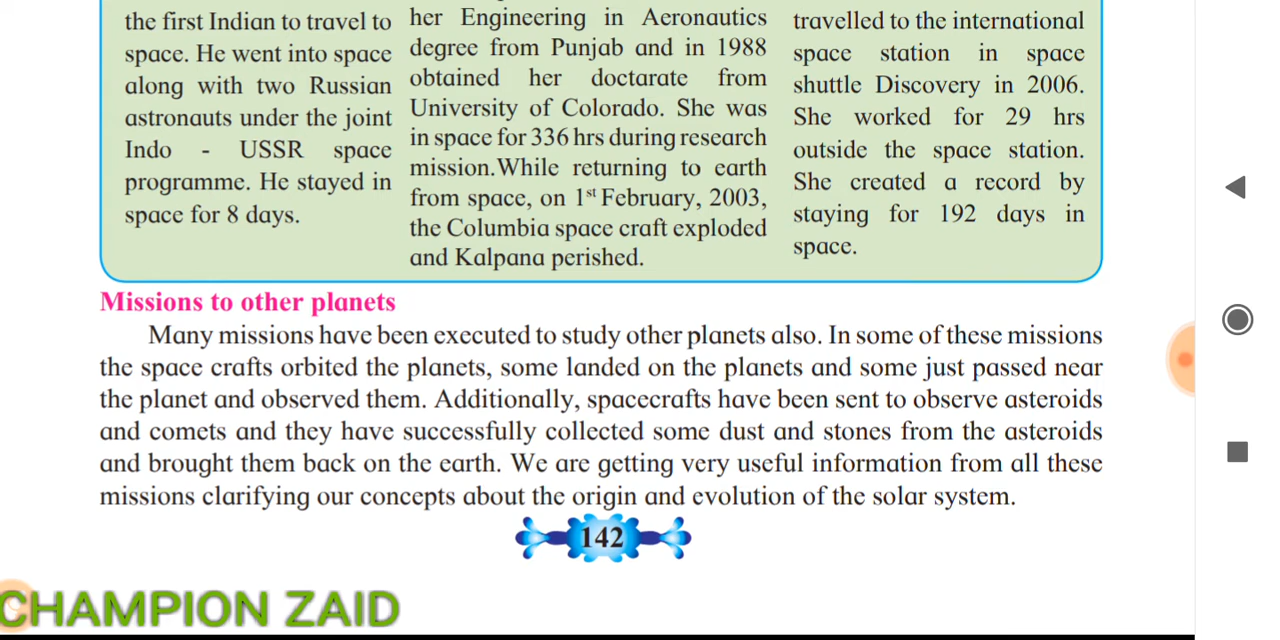 the first Indian to travel to
space. He went into space
along with two Russian
astronauts under the joint
Indo - USSR space
programme. He stayed in
space for 8 days.
her Engineering in Aeronautics
degree from Punjab and in 1988
obtained her doctarate from
University of Colorado. She was
in space for 336 hrs during research
mission.While returning to earth
from space, on 1st February, 2003,
the Columbia space craft exploded
and Kalpana perished.
travelled to the international
space station in space
shuttle Discovery in 2006.
She worked for 29 hrs
outside the space station.
She created a record by
staying for 192 days in
space.
Missions to other planets
Many missions have been executed to study other planets also. In some of these missions
the space crafts orbited the planets, some landed on the planets and some just passed near
the planet and observed them. Additionally, spacecrafts have been sent to observe asteroids
and comets and they have successfully collected some dust and stones from the asteroids
and brought them back on the earth. We are getting very useful information from all these
missions clarifying our concepts about the origin and evolution of the solar system.
142
CHAMPION ZAID